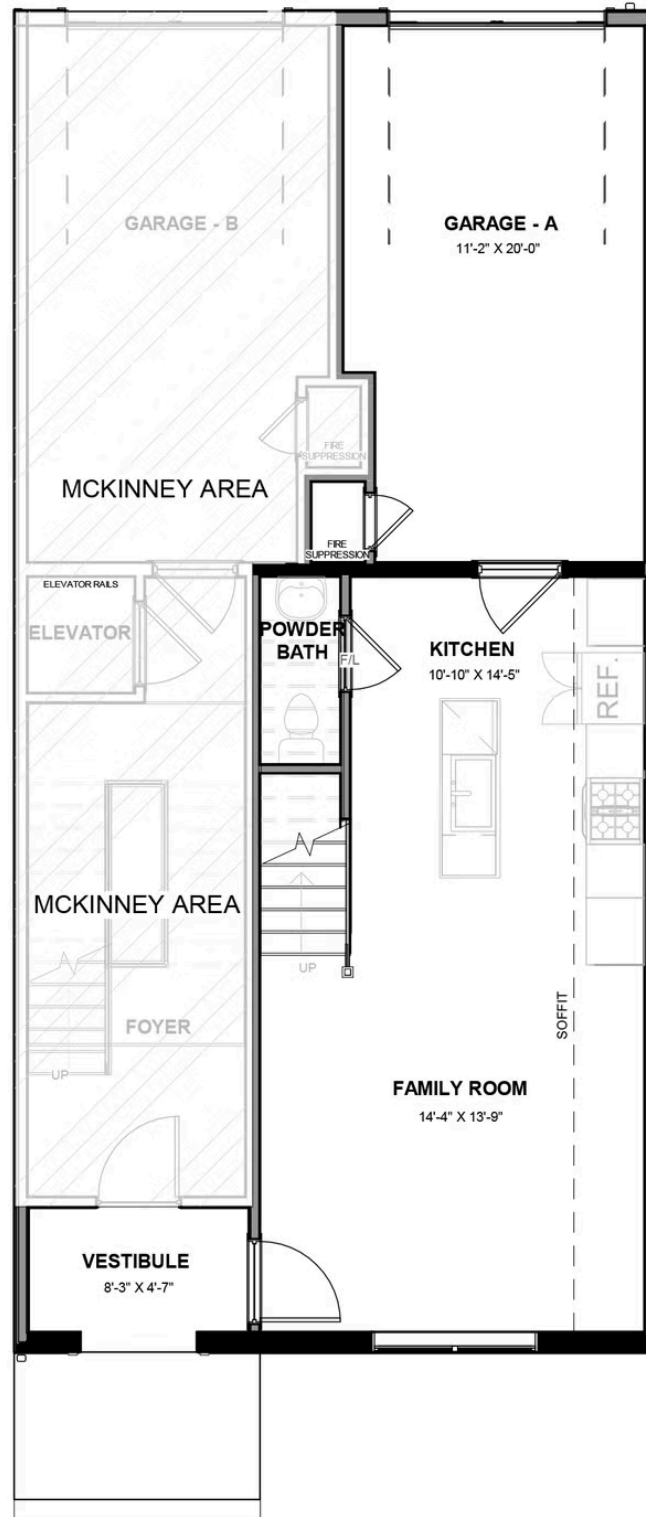 GARAGE - B
GARAGE - A
11'-2" X 20'-0"
FIRE
SUPPRESSION
MCKINNEY AREA
FIRE
SUPPRESSION
ELEVATOR RAILS
ELEVATOR
POWDER
BATH
F/L
KITCHEN
10'-10" X 14'-5"
REF.
MCKINNEY AREA
UP
SOFFIT
FOYER
UP
FAMILY ROOM
14'-4" X 13'-9"
VESTIBULE
8'-3" X 4'-7"